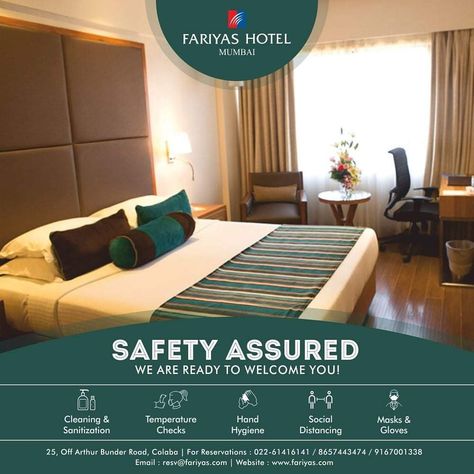 FARIYAS HOTEL
MUMBAI
SAFETY ASSURED
WE ARE READY TO WELCOME YOU!
Cleaning &
Sanitization
Temperature
Checks
Hand
Hygiene
Social
Distancing
Masks &
Gloves
25, Off Arthur Bunder Road, Colaba | For Reservations : 022-61416141 / 8657443474 / 9167001338
Email : resv@fariyas.com | Website : www.fariyas.com